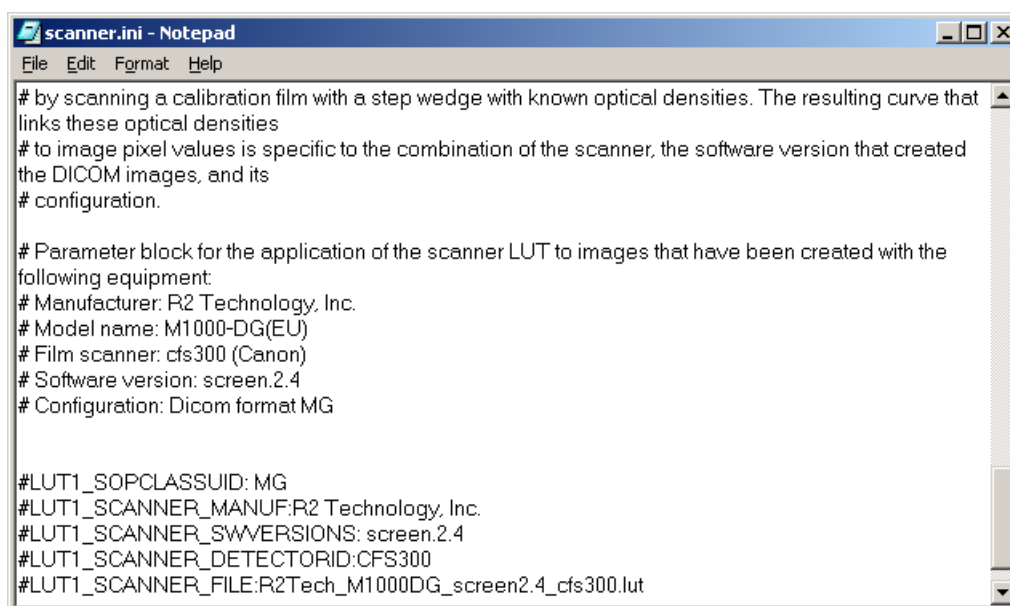 scanner.ini - Notepad
File Edit Format Help
# by scanning a calibration film with a step wedge with known optical densities. The resulting curve that
links these optical densities
# to image pixel values is specific to the combination of the scanner, the software version that created
the DICOM images, and its
# configuration.
# Parameter block for the application of the scanner LUT to images that have been created with the
following equipment:
# Manufacturer: R2 Technology, Inc.
# Model name: M1000-DG(EU)
# Film scanner: cfs300 (Canon)
# Software version: screen.2.4
# Configuration: Dicom format MG
#LUT1_SOPCLASSUID: MG
#LUT1_SCANNER_MANUF:R2 Technology, Inc.
#LUT1_SCANNER_SWVERSIONS: screen.2.4
#LUT1_SCANNER_DETECTORID:CFS300
#LUT1_SCANNER_FILE:R2Tech_M1000DG_screen2.4_cfs300.lut